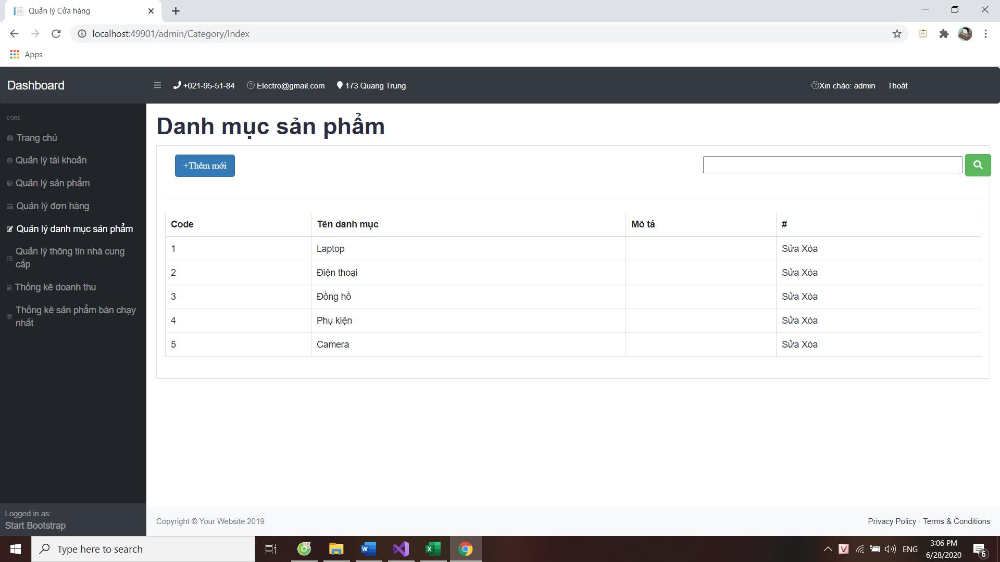 Quản lý Cửa hàng
localhost:49901/admin/Category/Index
Apps
Dashboard
+021-95-51-84
Electro@gmail.com
173 Quang Trung
Xin chào: admin
Thoát
CORE
Trang chủ
Quản lý tài khoản
Quản lý sản phẩm
Quản lý đơn hàng
Quản lý danh mục sản phẩm
Quản lý thông tin nhà cung
cấp
Thống kê doanh thu
Thống kê sản phẩm bán chạy
nhất
Logged in as:
Start Bootstrap
Danh mục sản phẩm
+Thêm mới
Code Tên danh mục Mô tả #
1 Laptop Sửa Xóa
2 Điện thoại Sửa Xóa
3 Đồng hồ Sửa Xóa
4 Phụ kiện Sửa Xóa
5 Camera Sửa Xóa
Copyright © Your Website 2019
Privacy Policy · Terms & Conditions
Type here to search
ENG
3:06 PM
6/28/2020
6